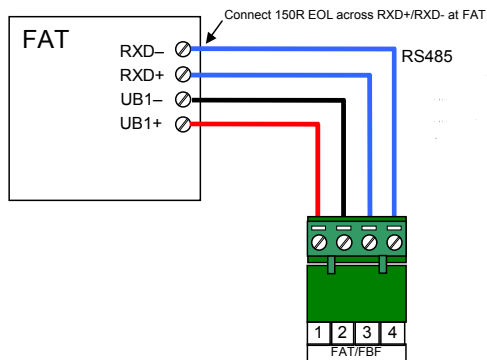 Connect 150R EOL across RXD+/RXD- at FAT
FAT
RXD–
RS485
RXD+
UB1–
UB1+
1 2 3 4
FAT/FBF